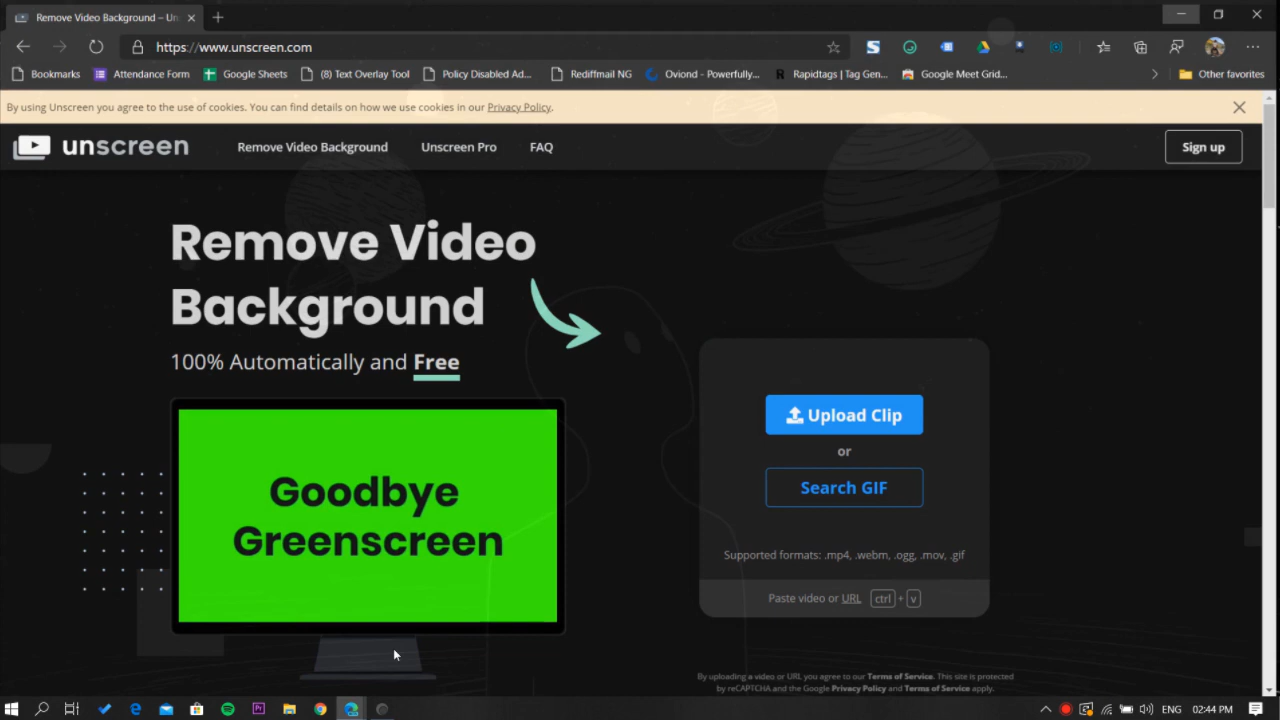 Remove Video Background – Un
https://www.unscreen.com
Bookmarks Attendance Form Google Sheets (8) Text Overlay Tool Policy Disabled Ad... Rediffmail NG Oviond - Powerfully... Rapidtags | Tag Gen... Google Meet Grid... Other favorites
By using Unscreen you agree to the use of cookies. You can find details on how we use cookies in our Privacy Policy.
unscreen Remove Video Background Unscreen Pro FAQ Sign up
Remove Video
Background
100% Automatically and Free
Goodbye
Greenscreen
Upload Clip
or
Search GIF
Supported formats: .mp4, .webm, .ogg, .mov, .gif
Paste video or URL ctrl + v
By uploading a video or URL you agree to our Terms of Service. This site is protected
by reCAPTCHA and the Google Privacy Policy and Terms of Service apply.
ENG 02:44 PM